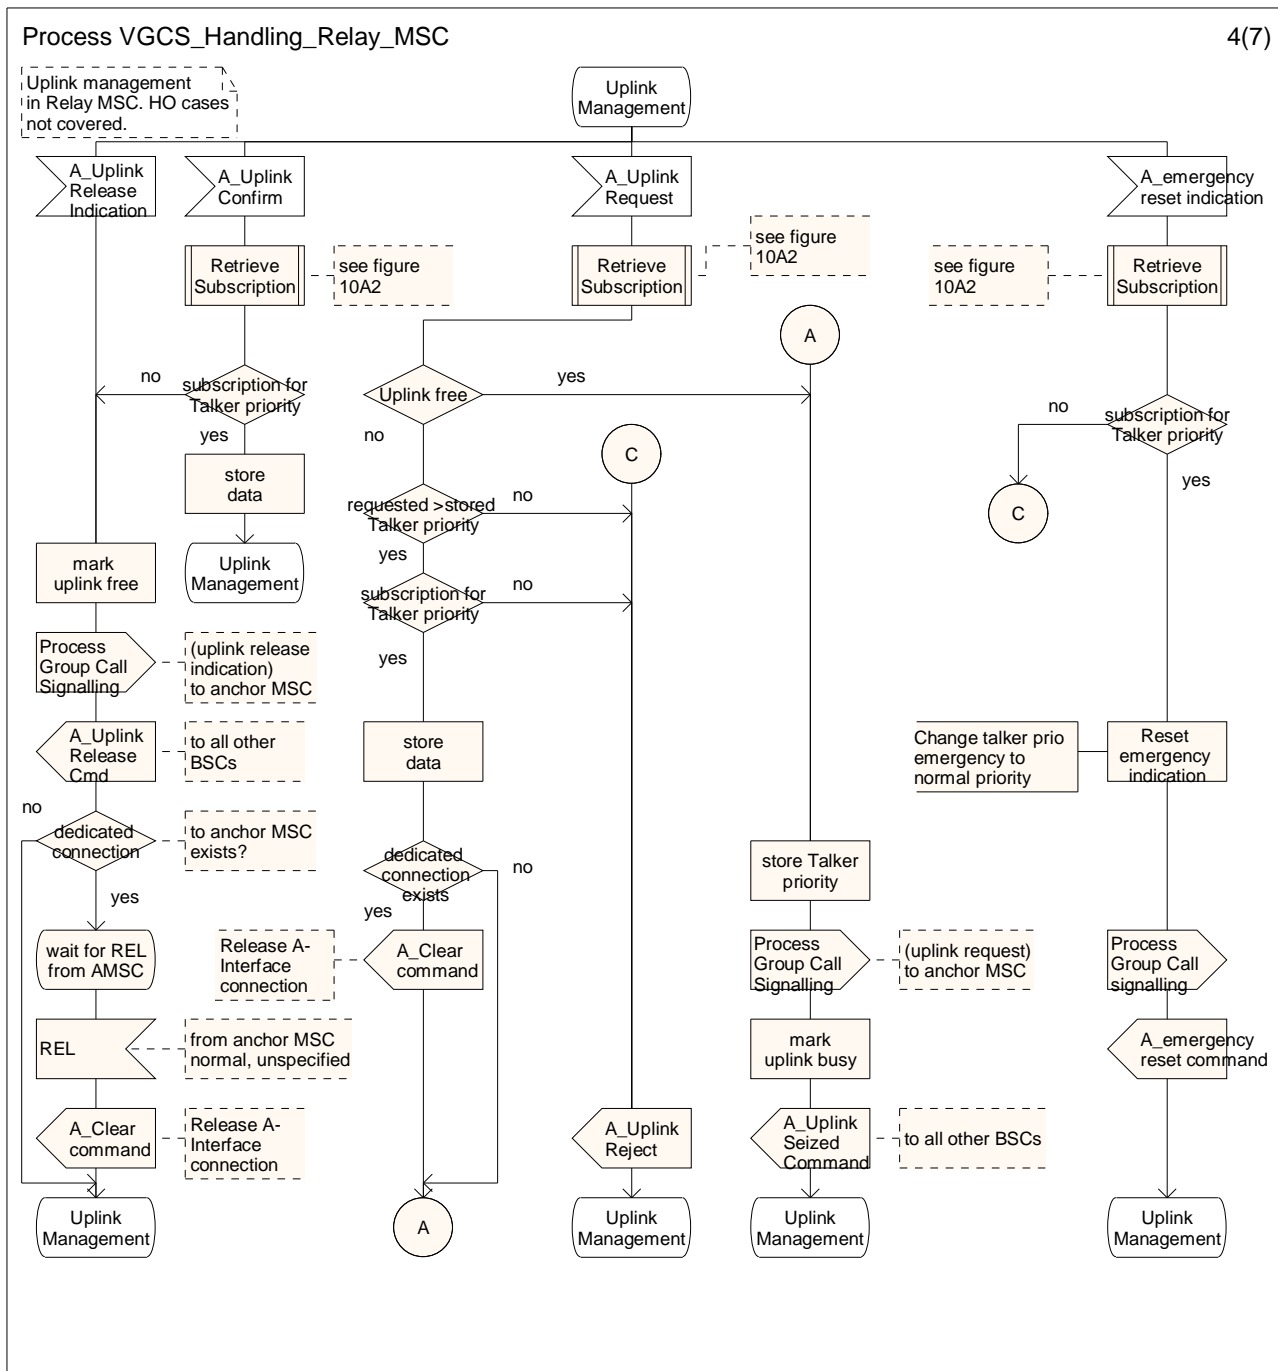 Process VGCS_Handling_Relay_MSC
4(7)
Uplink management
in Relay MSC. HO cases
not covered.
Uplink
Management
A_Uplink
Release
Indication
A_Uplink
Confirm
A_Uplink
Request
A_emergency
reset indication
Retrieve
Subscription
see figure
10A2
Retrieve
Subscription
see figure
10A2
see figure
10A2
Retrieve
Subscription
A
no
subscription for
Talker priority
yes
Uplink free
yes
no
no
subscription for
Talker priority
yes
C
C
store
data
requested >stored
Talker priority
no
yes
mark
uplink free
Uplink
Management
subscription for
Talker priority
no
yes
Process
Group Call
Signalling
(uplink release
indication)
to anchor MSC
A_Uplink
Release
Cmd
to all other
BSCs
store
data
Change talker prio
emergency to
normal priority
Reset
emergency
indication
no
dedicated
connection
to anchor MSC
exists?
yes
dedicated
connection
exists
no
yes
store Talker
priority
wait for REL
from AMSC
Release A-
Interface
connection
A_Clear
command
Process
Group Call
Signalling
(uplink request)
to anchor MSC
Process
Group Call
signalling
REL
from anchor MSC
normal, unspecified
mark
uplink busy
A_emergency
reset command
A_Clear
command
Release A-
Interface
connection
A_Uplink
Reject
A_Uplink
Seized
Command
to all other BSCs
Uplink
Management
A
Uplink
Management
Uplink
Management
Uplink
Management